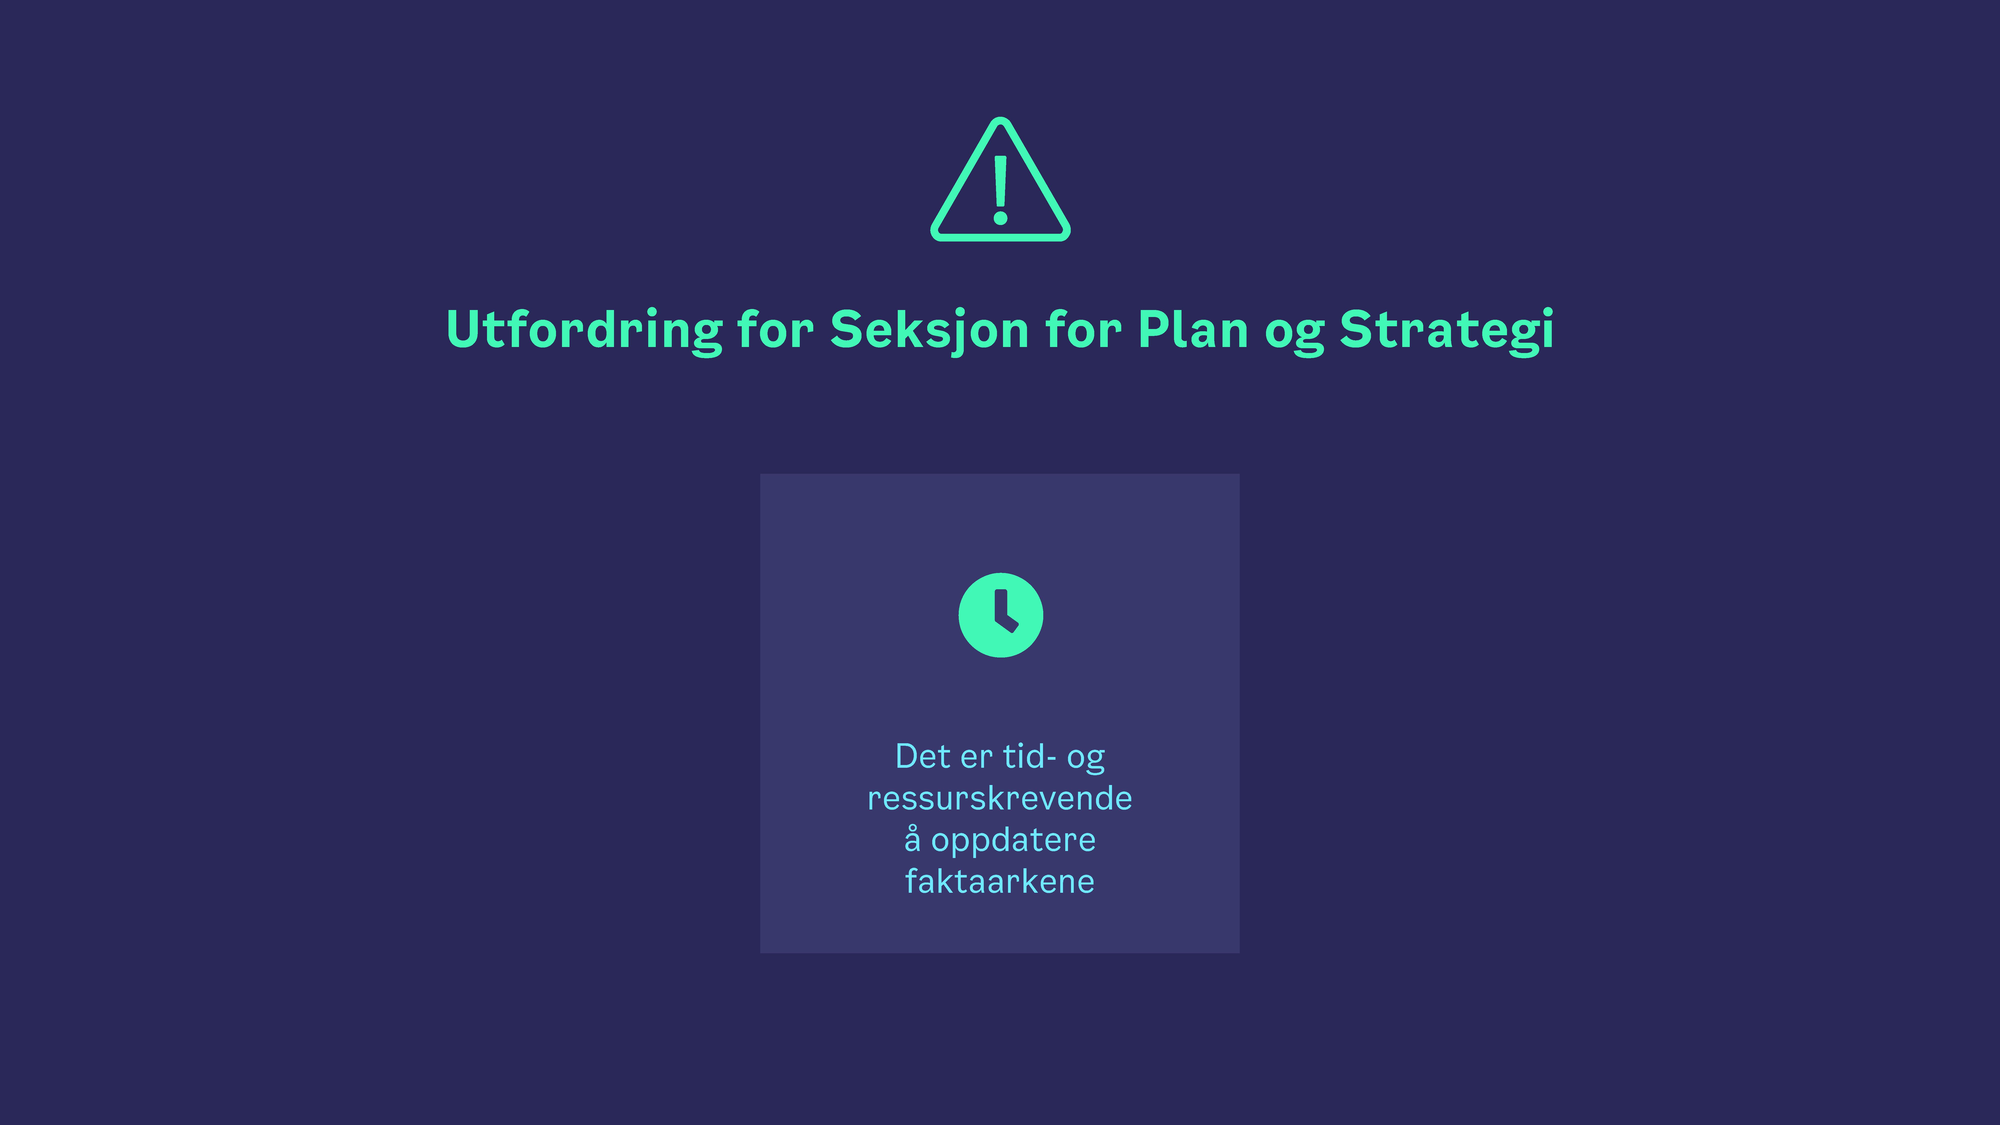 Utfordring for Seksjon for Plan og Strategi
Det er tid- og
ressurskrevende
å oppdatere
faktaarkene